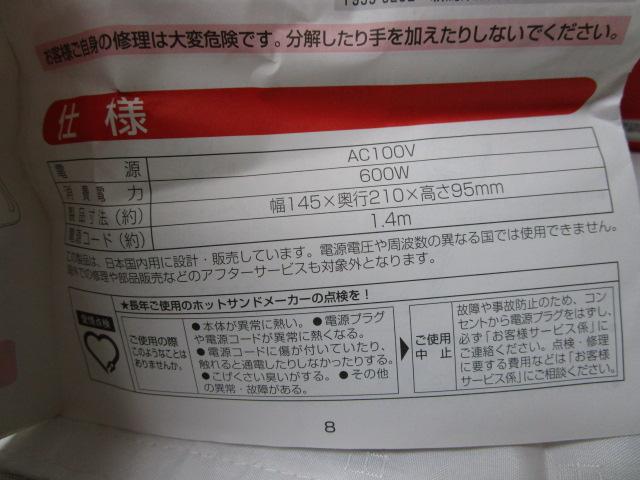 お客様ご自身の修理は大変危険です。分解したり手を加えたりしないでください。
仕様
電源 AC100V
消費電力 600W
製品寸法(約) 幅145×奥行210×高さ95mm
電源コード(約) 1.4m
この製品は、日本国内用に設計・販売しています。電源電圧や周波数の異なる国では使用できません。
海外での修理や部品販売などのアフターサービスも対象外となります。
★長年ご使用のホットサンドメーカーの点検を!
愛情点検
ご使用の際
このようなことは
ありませんか。
●本体が異常に熱い。●電源プラグ
や電源コードが異常に熱くなる。
●電源コードに傷が付いていたり、
触れると通電したりしなかったりする。
●こげくさい臭いがする。●その他
の異常・故障がある。
ご使用
中止
故障や事故防止のため、コン
セントから電源プラグをはずし、
必ず「お客様サービス係」に
ご連絡ください。点検・修理
に要する費用などは「お客様
サービス係」にご相談ください。
8